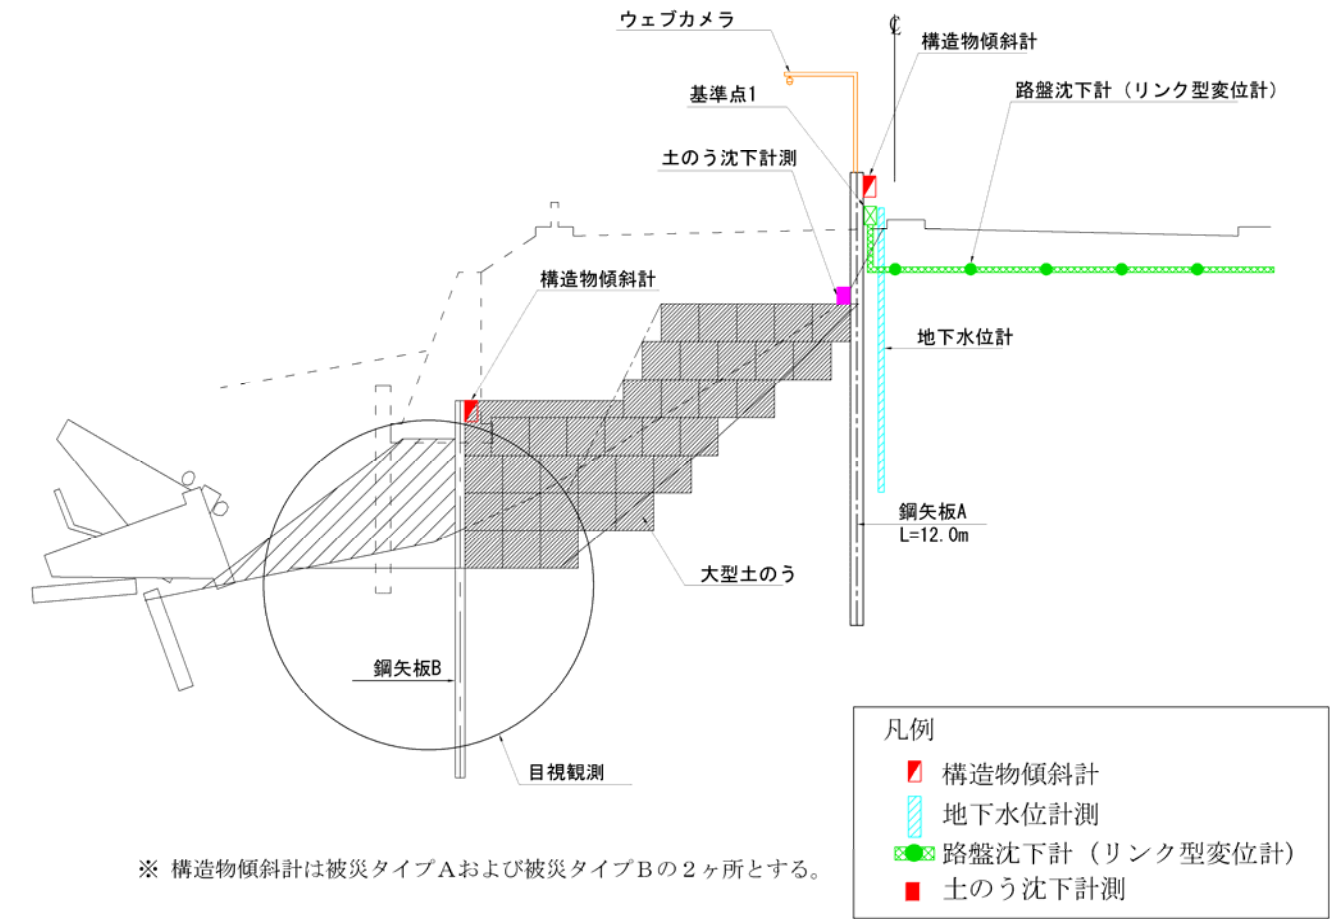 ウェブカメラ
℄
構造物傾斜計
基準点1
路盤沈下計（リンク型変位計）
土のう沈下計測
構造物傾斜計
地下水位計
鋼矢板A
L=12.0m
大型土のう
鋼矢板B
目視観測
凡例
構造物傾斜計
地下水位計測
路盤沈下計（リンク型変位計）
土のう沈下計測
※ 構造物傾斜計は被災タイプＡおよび被災タイプＢの２ヶ所とする。